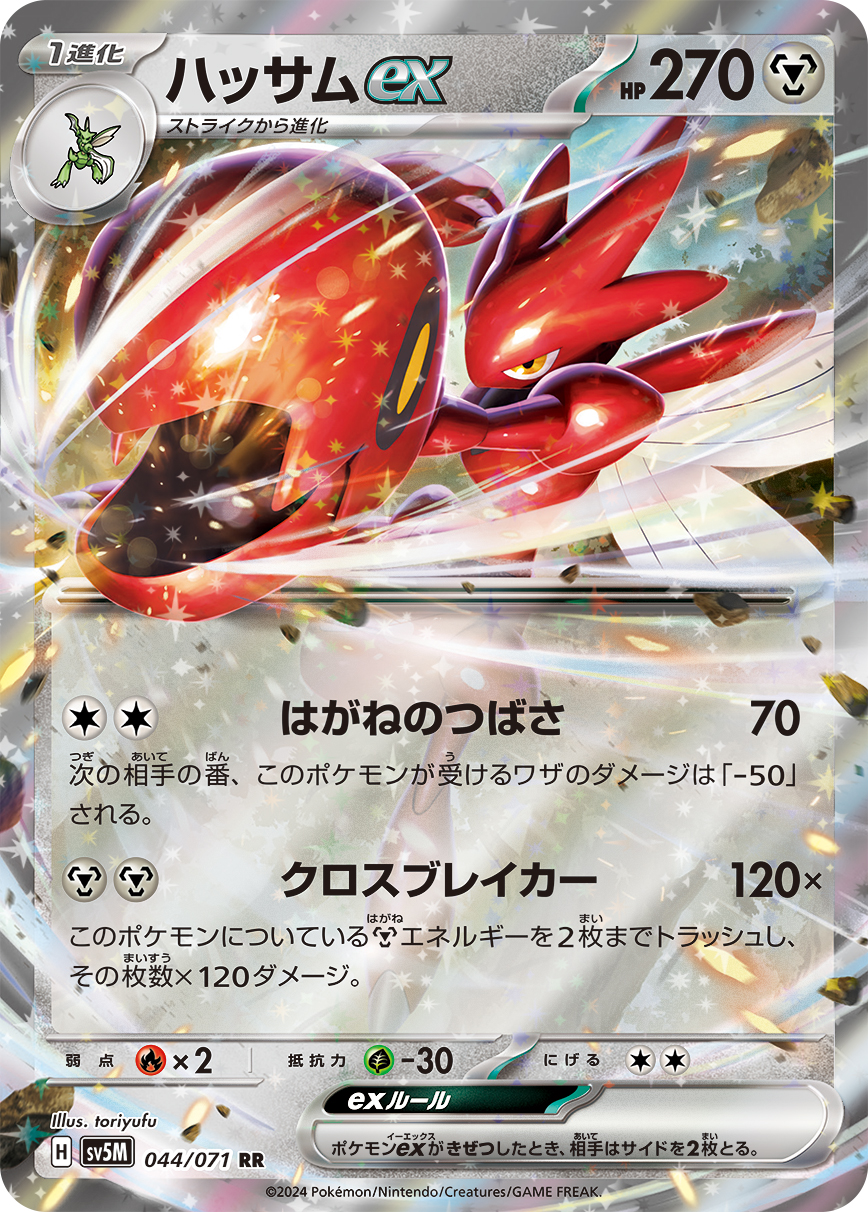 1進化
ハッサムex
HP270
ストライクから進化
はがねのつばさ 70
次の相手の番、このポケモンが受けるワザのダメージは「-50」
される。
クロスブレイカー 120×
このポケモンについているエネルギーを2枚までトラッシュし、
その枚数×120ダメージ。
弱点 ×2 抵抗力 -30 にげる
exルール
ポケモンexがきぜつしたとき、相手はサイドを2枚とる。
Illus. toriyufu
H sv5M 044/071 RR
©2024 Pokémon/Nintendo/Creatures/GAME FREAK.